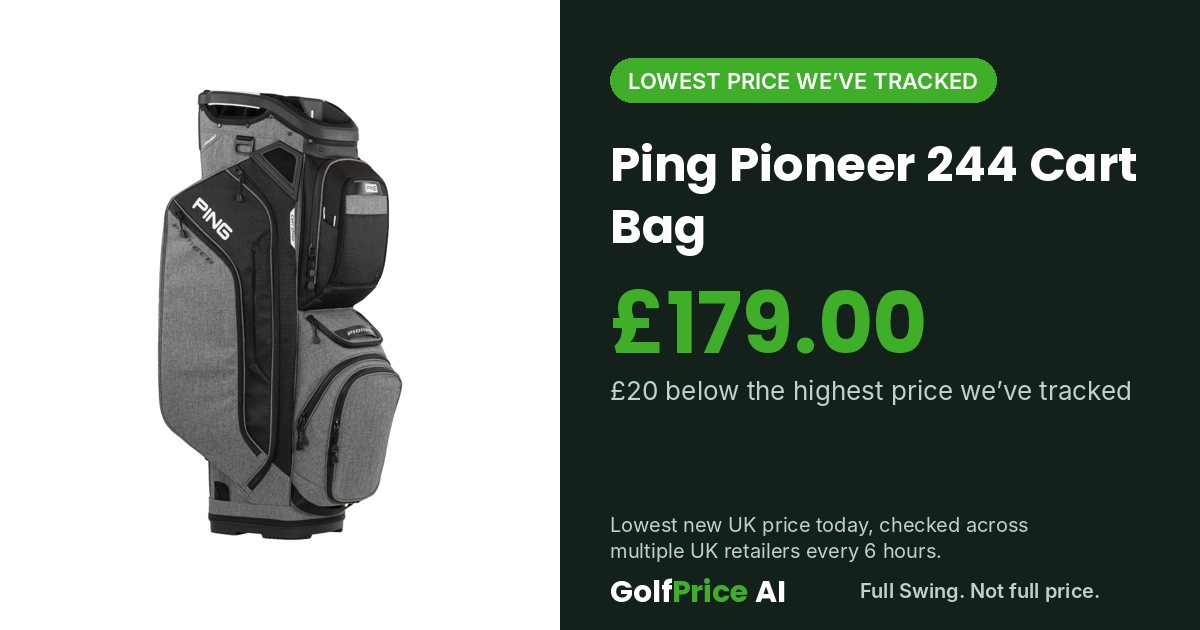 LOWEST PRICE WE’VE TRACKED
Ping Pioneer 244 Cart
Bag
£179.00
£20 below the highest price we’ve tracked
Lowest new UK price today, checked across
multiple UK retailers every 6 hours.
GolfPrice AI
Full Swing. Not full price.
PING
PING